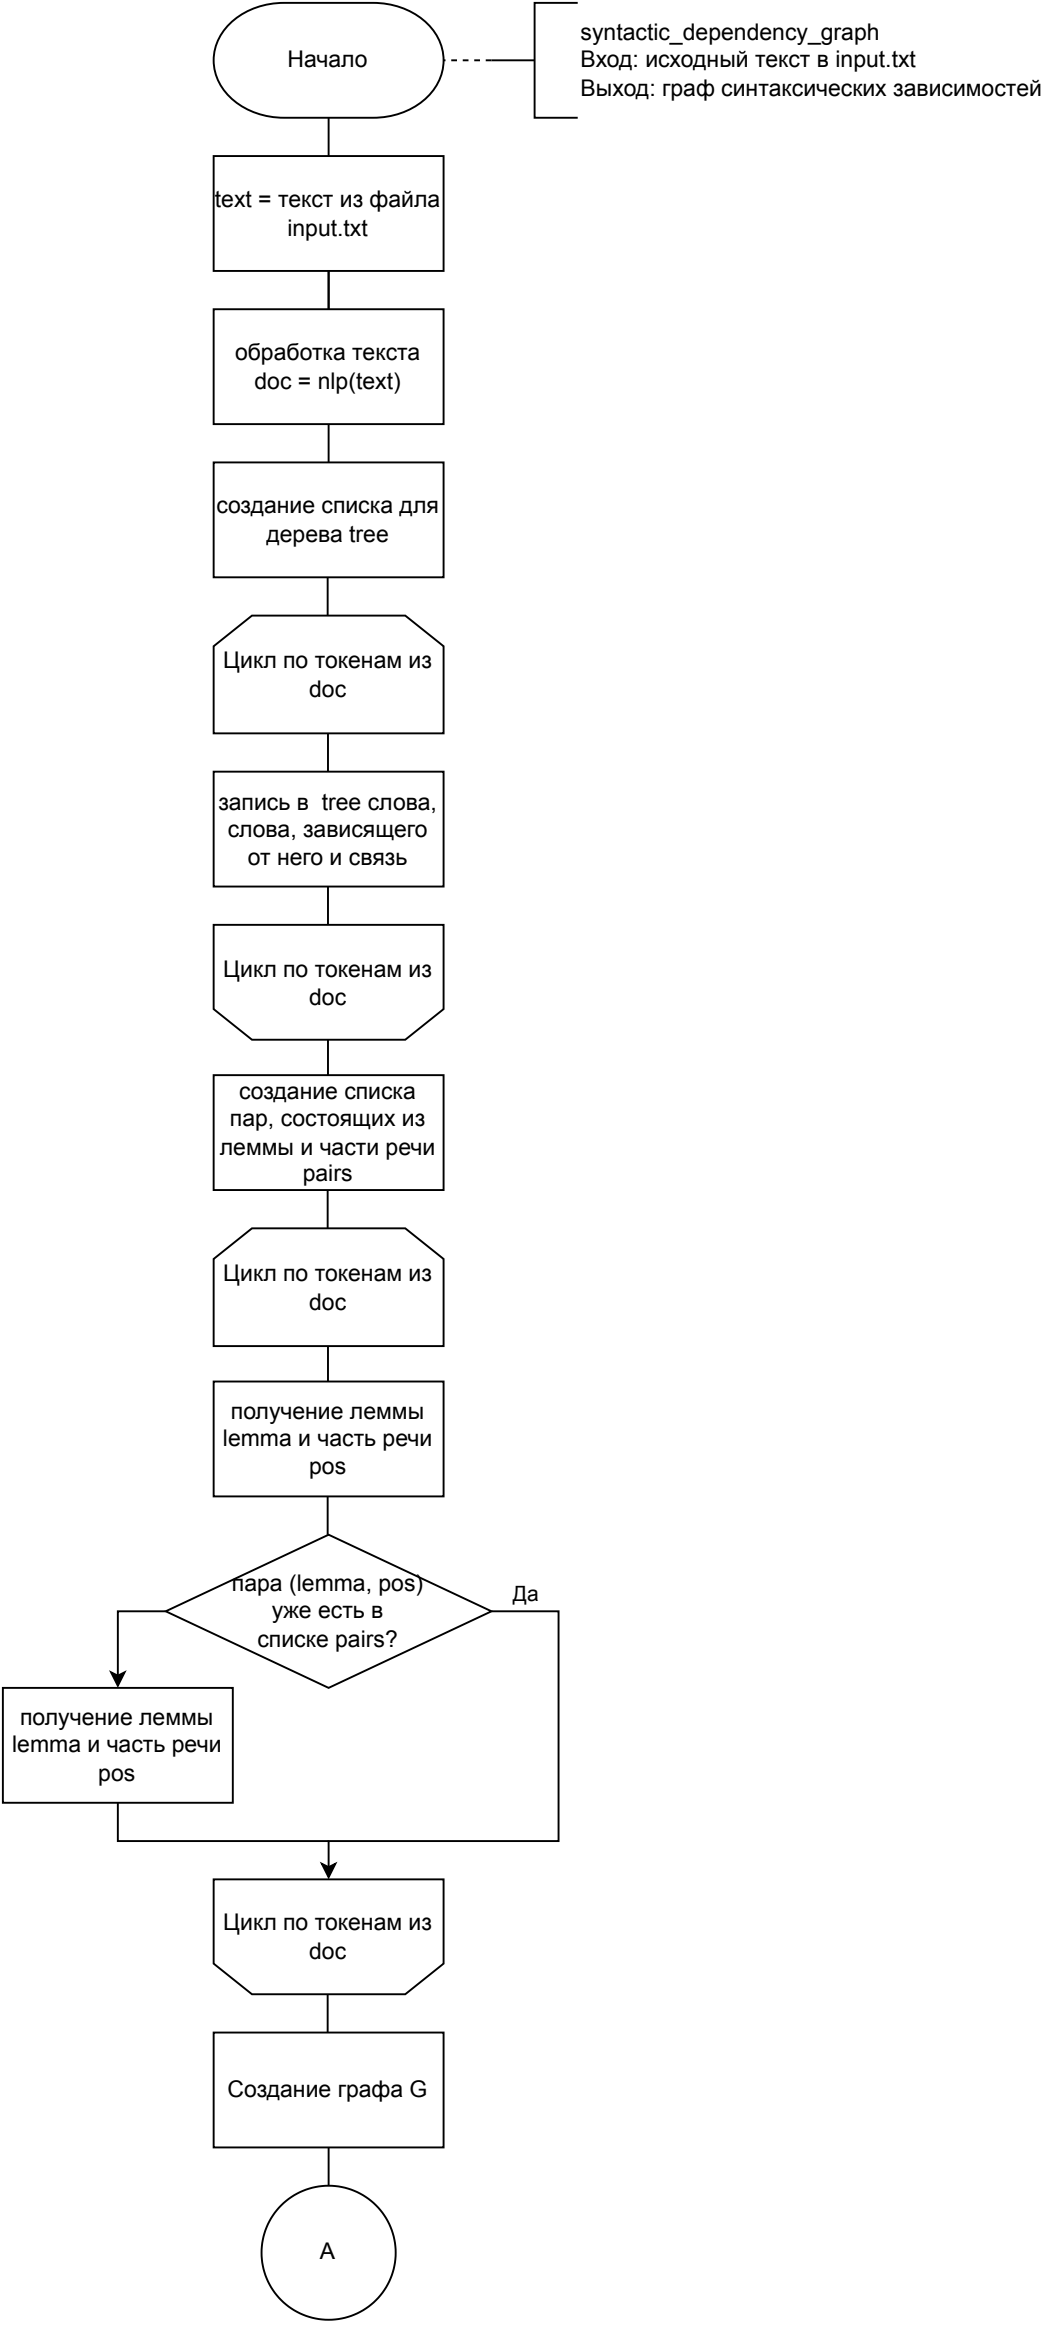 Начало
syntactic_dependency_graph
Вход: исходный текст в input.txt
Выход: граф синтаксических зависимостей
text = текст из файла
input.txt
обработка текста
doc = nlp(text)
создание списка для
дерева tree
Цикл по токенам из
doc
запись в tree слова,
слова, зависящего
от него и связь
Цикл по токенам из
doc
создание списка
пар, состоящих из
леммы и части речи
pairs
Цикл по токенам из
doc
получение леммы
lemma и часть речи
pos
пара (lemma, pos)
уже есть в
списке pairs?
Да
получение леммы
lemma и часть речи
pos
Цикл по токенам из
doc
Создание графа G
А